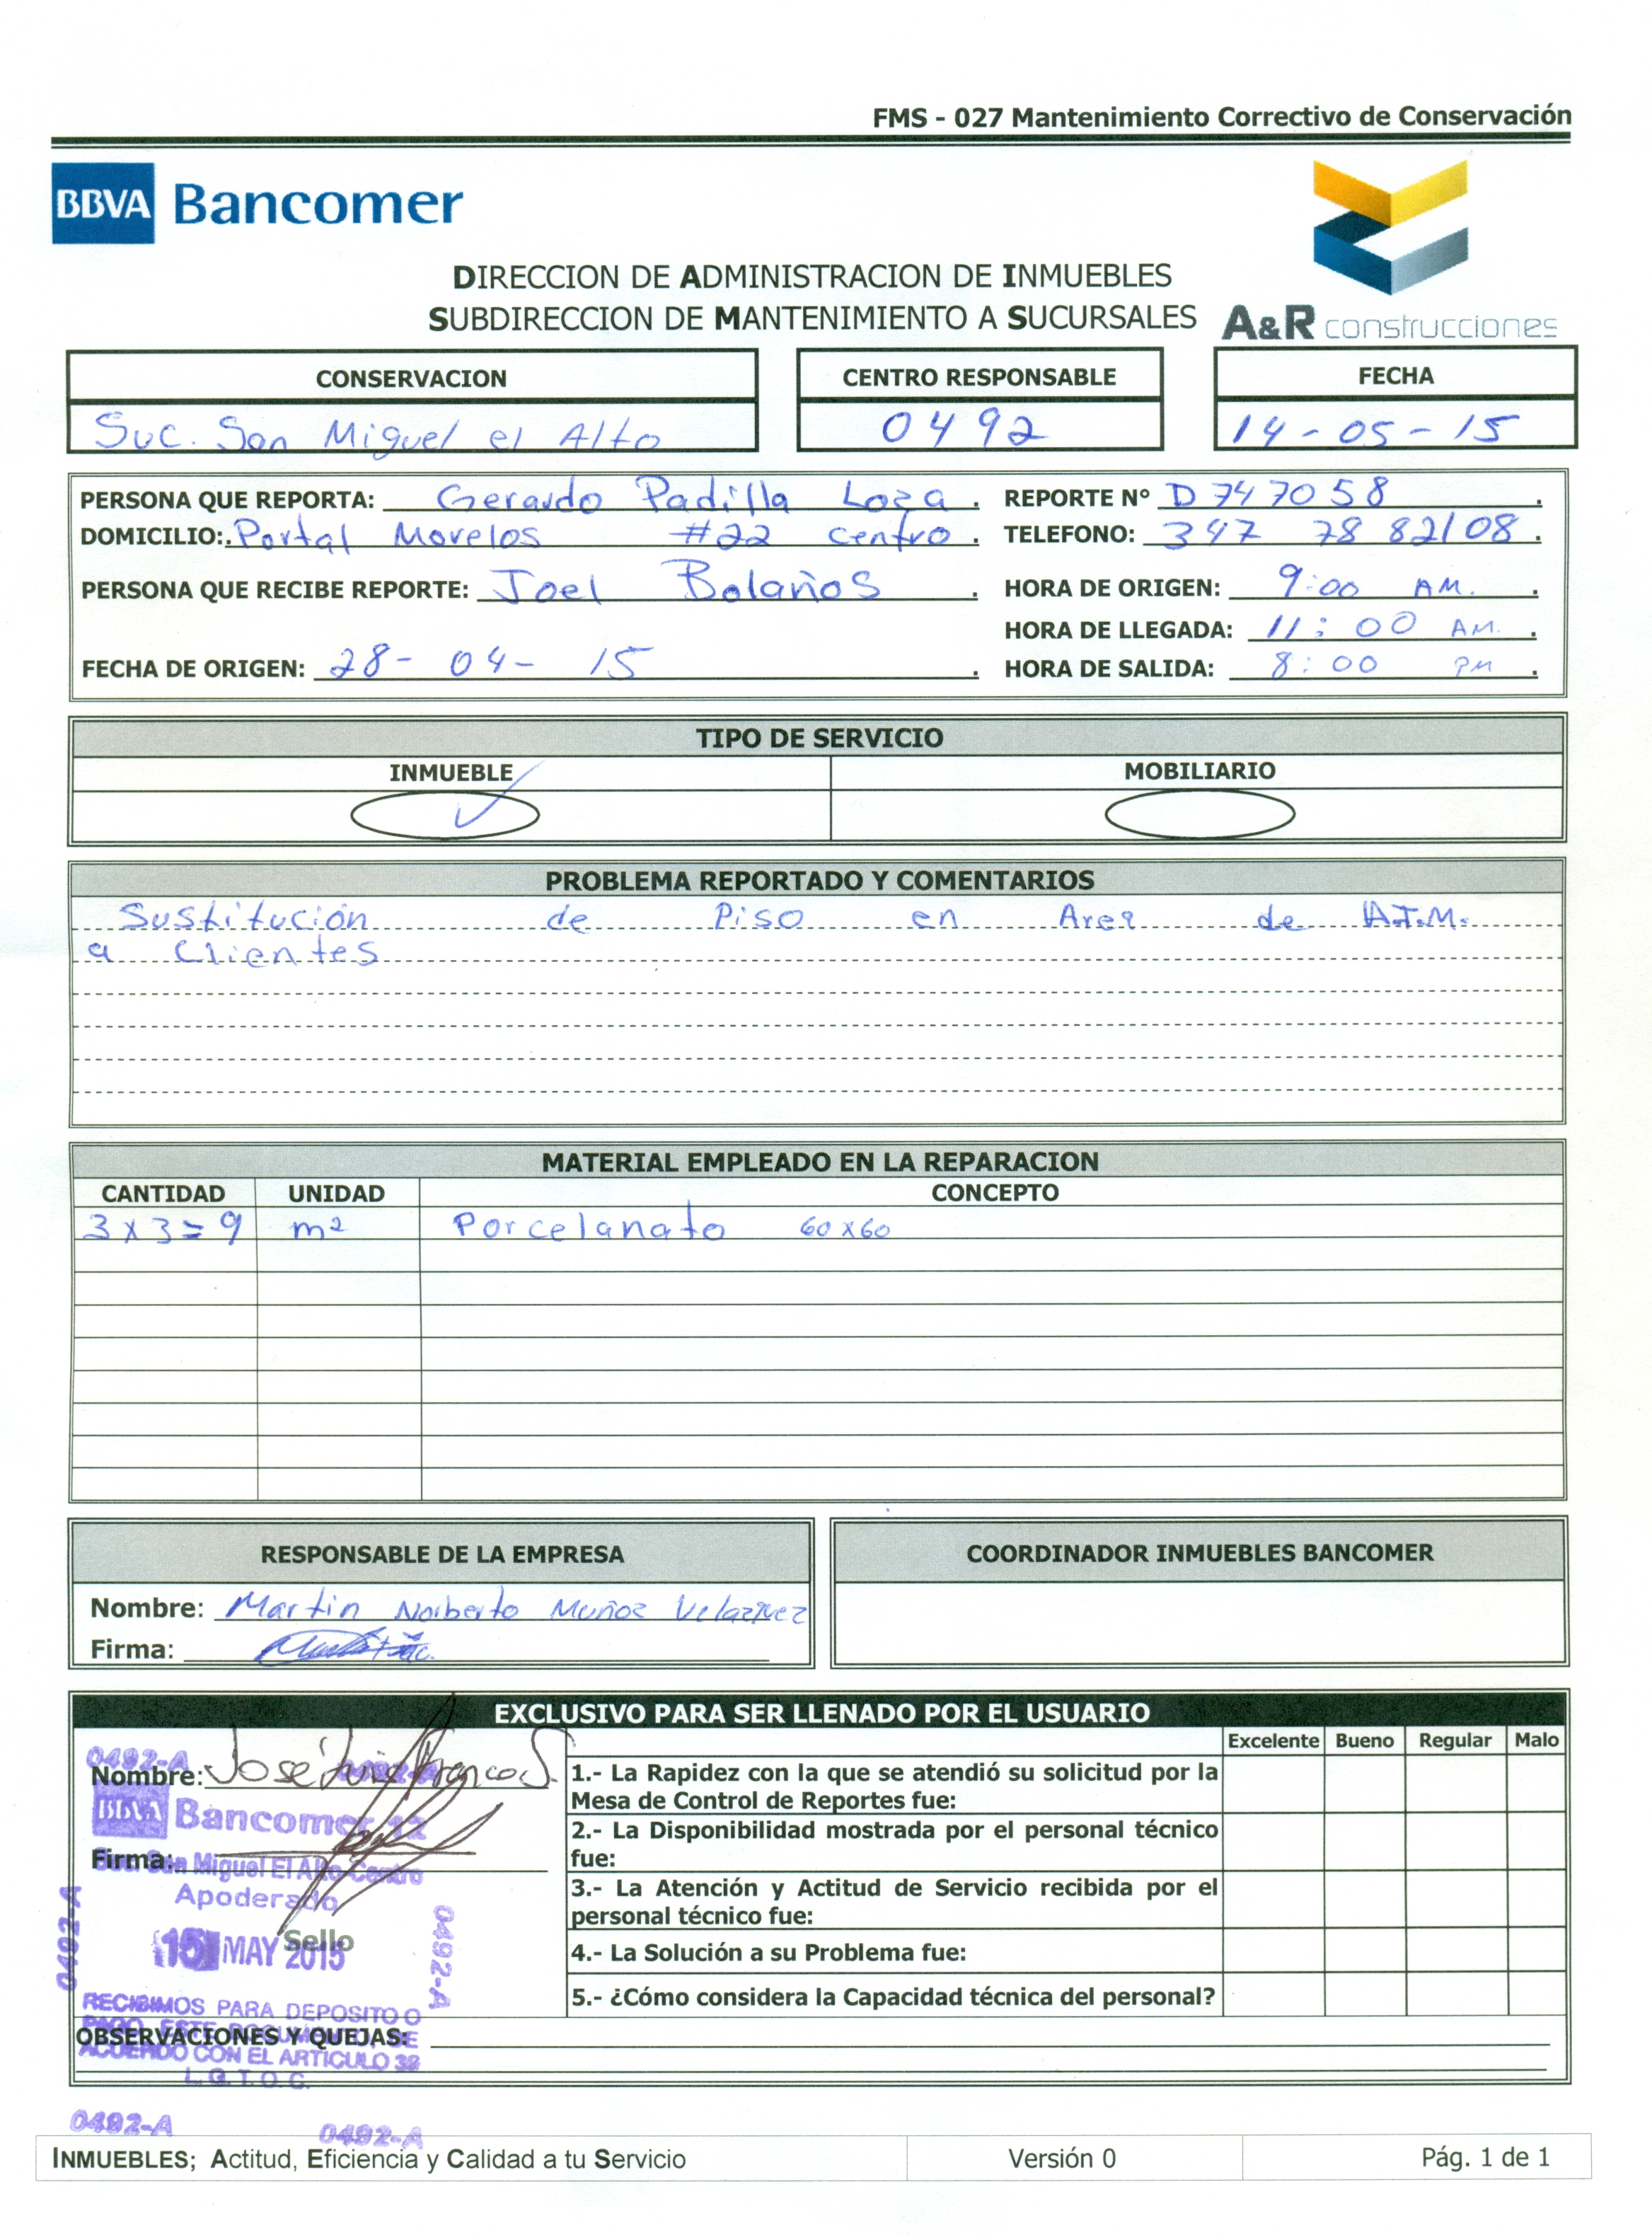 FMS - 027 Mantenimiento Correctivo de Conservación
BBVA Bancomer
DIRECCION DE ADMINISTRACION DE INMUEBLES
SUBDIRECCION DE MANTENIMIENTO A SUCURSALES
A&R construcciones
CONSERVACION
Suc. San Miguel el Alto
CENTRO RESPONSABLE
0492
FECHA
14-05-15
PERSONA QUE REPORTA: Gerardo Padilla Loza. REPORTE N° D747058.
DOMICILIO:.Portal Morelos #22 centro. TELEFONO: 347 78 82108.
PERSONA QUE RECIBE REPORTE: Joel Bolaños. HORA DE ORIGEN: 9:00 AM.
HORA DE LLEGADA: 11:00 AM.
FECHA DE ORIGEN: 28-04-15. HORA DE SALIDA: 8:00 PM.
TIPO DE SERVICIO
INMUEBLE MOBILIARIO
PROBLEMA REPORTADO Y COMENTARIOS
Sustitución de Piso en Area de A.T.M.
a Clientes
MATERIAL EMPLEADO EN LA REPARACION
CANTIDAD UNIDAD CONCEPTO
3x3=9 m² Porcelanato 60x60
RESPONSABLE DE LA EMPRESA
Nombre: Martin Norberto Muñoz Velazquez
Firma:
COORDINADOR INMUEBLES BANCOMER
EXCLUSIVO PARA SER LLENADO POR EL USUARIO
Excelente Bueno Regular Malo
0492-A
Nombre: José Luis Franco S.
BBVA Bancomer 12
Firma:
Suc. San Miguel El Alto Centro
Apoderado
Sello
15 MAY 2015
0492-A
0492-A
RECIBIMOS PARA DEPOSITO O
PAGO ESTE DOCUMENTO, DE
ACUERDO CON EL ARTICULO 39
L.G.T.O.C.
1.- La Rapidez con la que se atendió su solicitud por la
Mesa de Control de Reportes fue:
2.- La Disponibilidad mostrada por el personal técnico
fue:
3.- La Atención y Actitud de Servicio recibida por el
personal técnico fue:
4.- La Solución a su Problema fue:
5.- ¿Cómo considera la Capacidad técnica del personal?
OBSERVACIONES Y QUEJAS:
0492-A
0492-A
INMUEBLES; Actitud, Eficiencia y Calidad a tu Servicio
Versión 0
Pág. 1 de 1